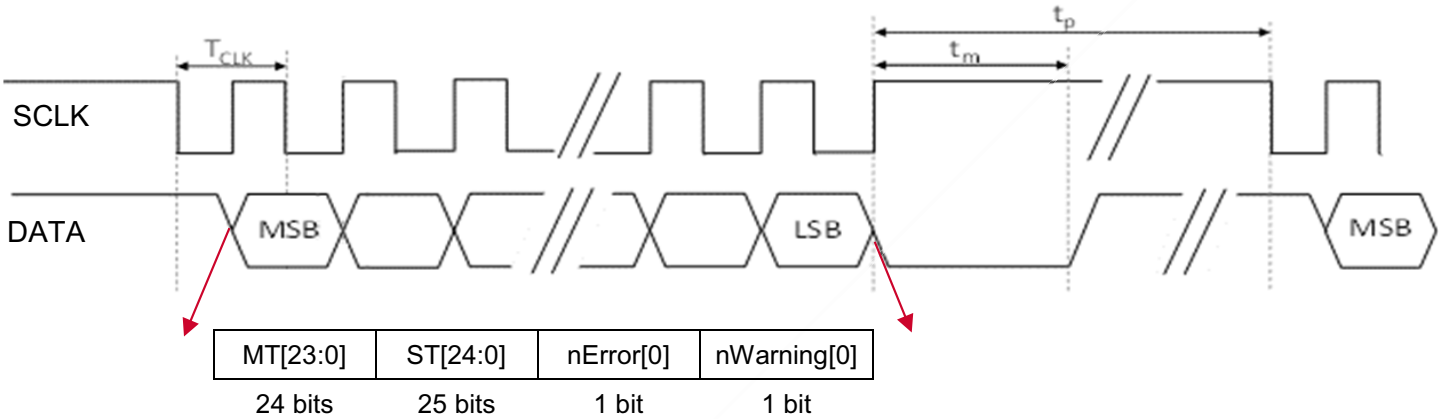 t_p
T_CLK
t_m
SCLK
DATA
MSB
LSB
MSB
MT[23:0] ST[24:0] nError[0] nWarning[0]
24 bits 25 bits 1 bit 1 bit